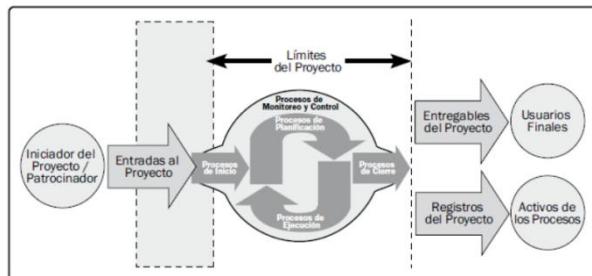 Límites
del Proyecto
Procesos de
Monitoreo y Control
Procesos de
Planificación
Iniciador del
Proyecto /
Patrocinador
Entradas al
Proyecto
Procesos
de Inicio
Procesos
de Cierre
Procesos de
Ejecución
Entregables
del Proyecto
Usuarios
Finales
Registros
del Proyecto
Activos de
los Procesos